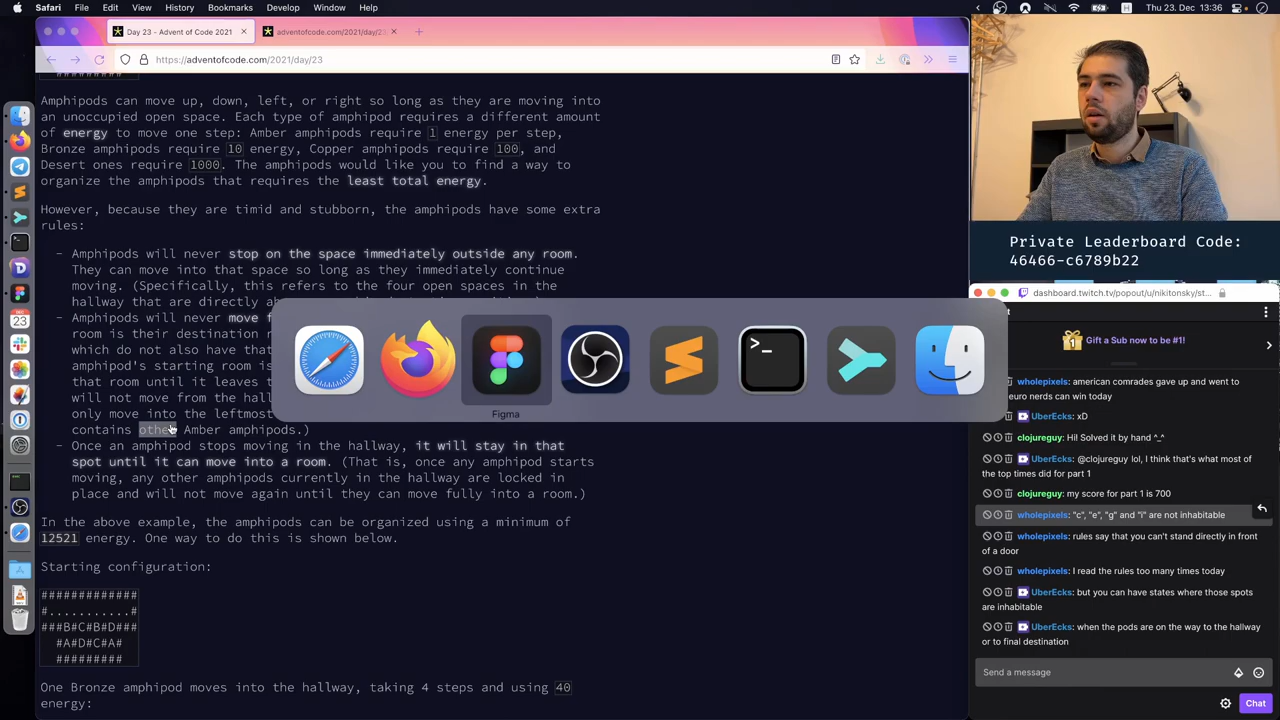 Safari File Edit View History Bookmarks Develop Window Help
Thu 23. Dec 13:36
Day 23 - Advent of Code 2021
adventofcode.com/2021/day/23
https://adventofcode.com/2021/day/23
#########
Amphipods can move up, down, left, or right so long as they are moving into
an unoccupied open space. Each type of amphipod requires a different amount
of energy to move one step: Amber amphipods require 1 energy per step,
Bronze amphipods require 10 energy, Copper amphipods require 100, and
Desert ones require 1000. The amphipods would like you to find a way to
organize the amphipods that requires the least total energy.
However, because they are timid and stubborn, the amphipods have some extra
rules:
- Amphipods will never stop on the space immediately outside any room.
They can move into that space so long as they immediately continue
moving. (Specifically, this refers to the four open spaces in the
hallway that are directly
- Amphipods will never move
room is their destination
which do not also have that
amphipod's starting room is
that room until it leaves
will not move from the
only move into the leftmost
contains other Amber amphipods.)
Figma
- Once an amphipod stops moving in the hallway, it will stay in that
spot until it can move into a room. (That is, once any amphipod starts
moving, any other amphipods currently in the hallway are locked in
place and will not move again until they can move fully into a room.)
In the above example, the amphipods can be organized using a minimum of
12521 energy. One way to do this is shown below.
Starting configuration:
#############
#...........#
###B#C#B#D###
#A#D#C#A#
#########
One Bronze amphipod moves into the hallway, taking 4 steps and using 40
energy:
DEC
23
Private Leaderboard Code:
46466-c6789b22
dashboard.twitch.tv/popout/u/nikitonsky/st...
Gift a Sub now to be #1!
wholepixels: american comrades gave up and went to
euro nerds can win today
UberEcks: xD
clojureguy: Hi! Solved it by hand ^_^
UberEcks: @clojureguy lol, I think that's what most of
the top times did for part 1
clojureguy: my score for part 1 is 700
wholepixels: "c", "e", "g" and "i" are not inhabitable
wholepixels: rules say that you can't stand directly in front
of a door
wholepixels: I read the rules too many times today
UberEcks: but you can have states where those spots
are inhabitable
UberEcks: when the pods are on the way to the hallway
or to final destination
Send a message
Chat